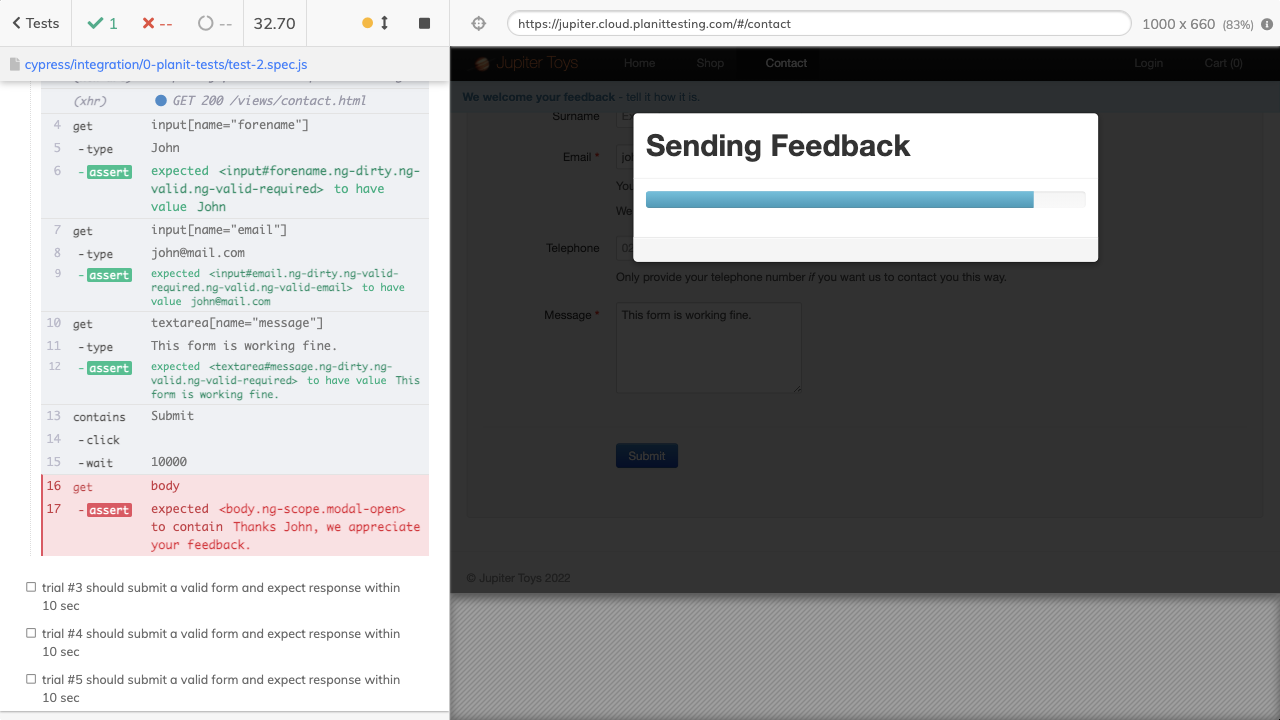 Tests
1
--
--
32.70
https://jupiter.cloud.planittesting.com/#/contact
1000 x 660 (83%)
cypress/integration/0-planit-tests/test-2.spec.js
(xhr) GET 200 /views/contact.html
4 get input[name="forename"]
5 -type John
6 -assert expected <input#forename.ng-dirty.ng-
valid.ng-valid-required> to have
value John
7 get input[name="email"]
8 -type john@mail.com
9 -assert expected <input#email.ng-dirty.ng-valid-
required.ng-valid.ng-valid-email> to have
value john@mail.com
10 get textarea[name="message"]
11 -type This form is working fine.
12 -assert expected <textarea#message.ng-dirty.ng-
valid.ng-valid-required> to have value This
form is working fine.
13 contains Submit
14 -click
15 -wait 10000
16 get body
17 -assert expected <body.ng-scope.modal-open>
to contain Thanks John, we appreciate
your feedback.
trial #3 should submit a valid form and expect response within
10 sec
trial #4 should submit a valid form and expect response within
10 sec
trial #5 should submit a valid form and expect response within
10 sec
Jupiter Toys Home Shop Contact Login Cart (0)
We welcome your feedback - tell it how it is.
Surname
Sending Feedback
Email *
You
We
Telephone
Only provide your telephone number if you want us to contact you this way.
Message * This form is working fine.
Submit
© Jupiter Toys 2022